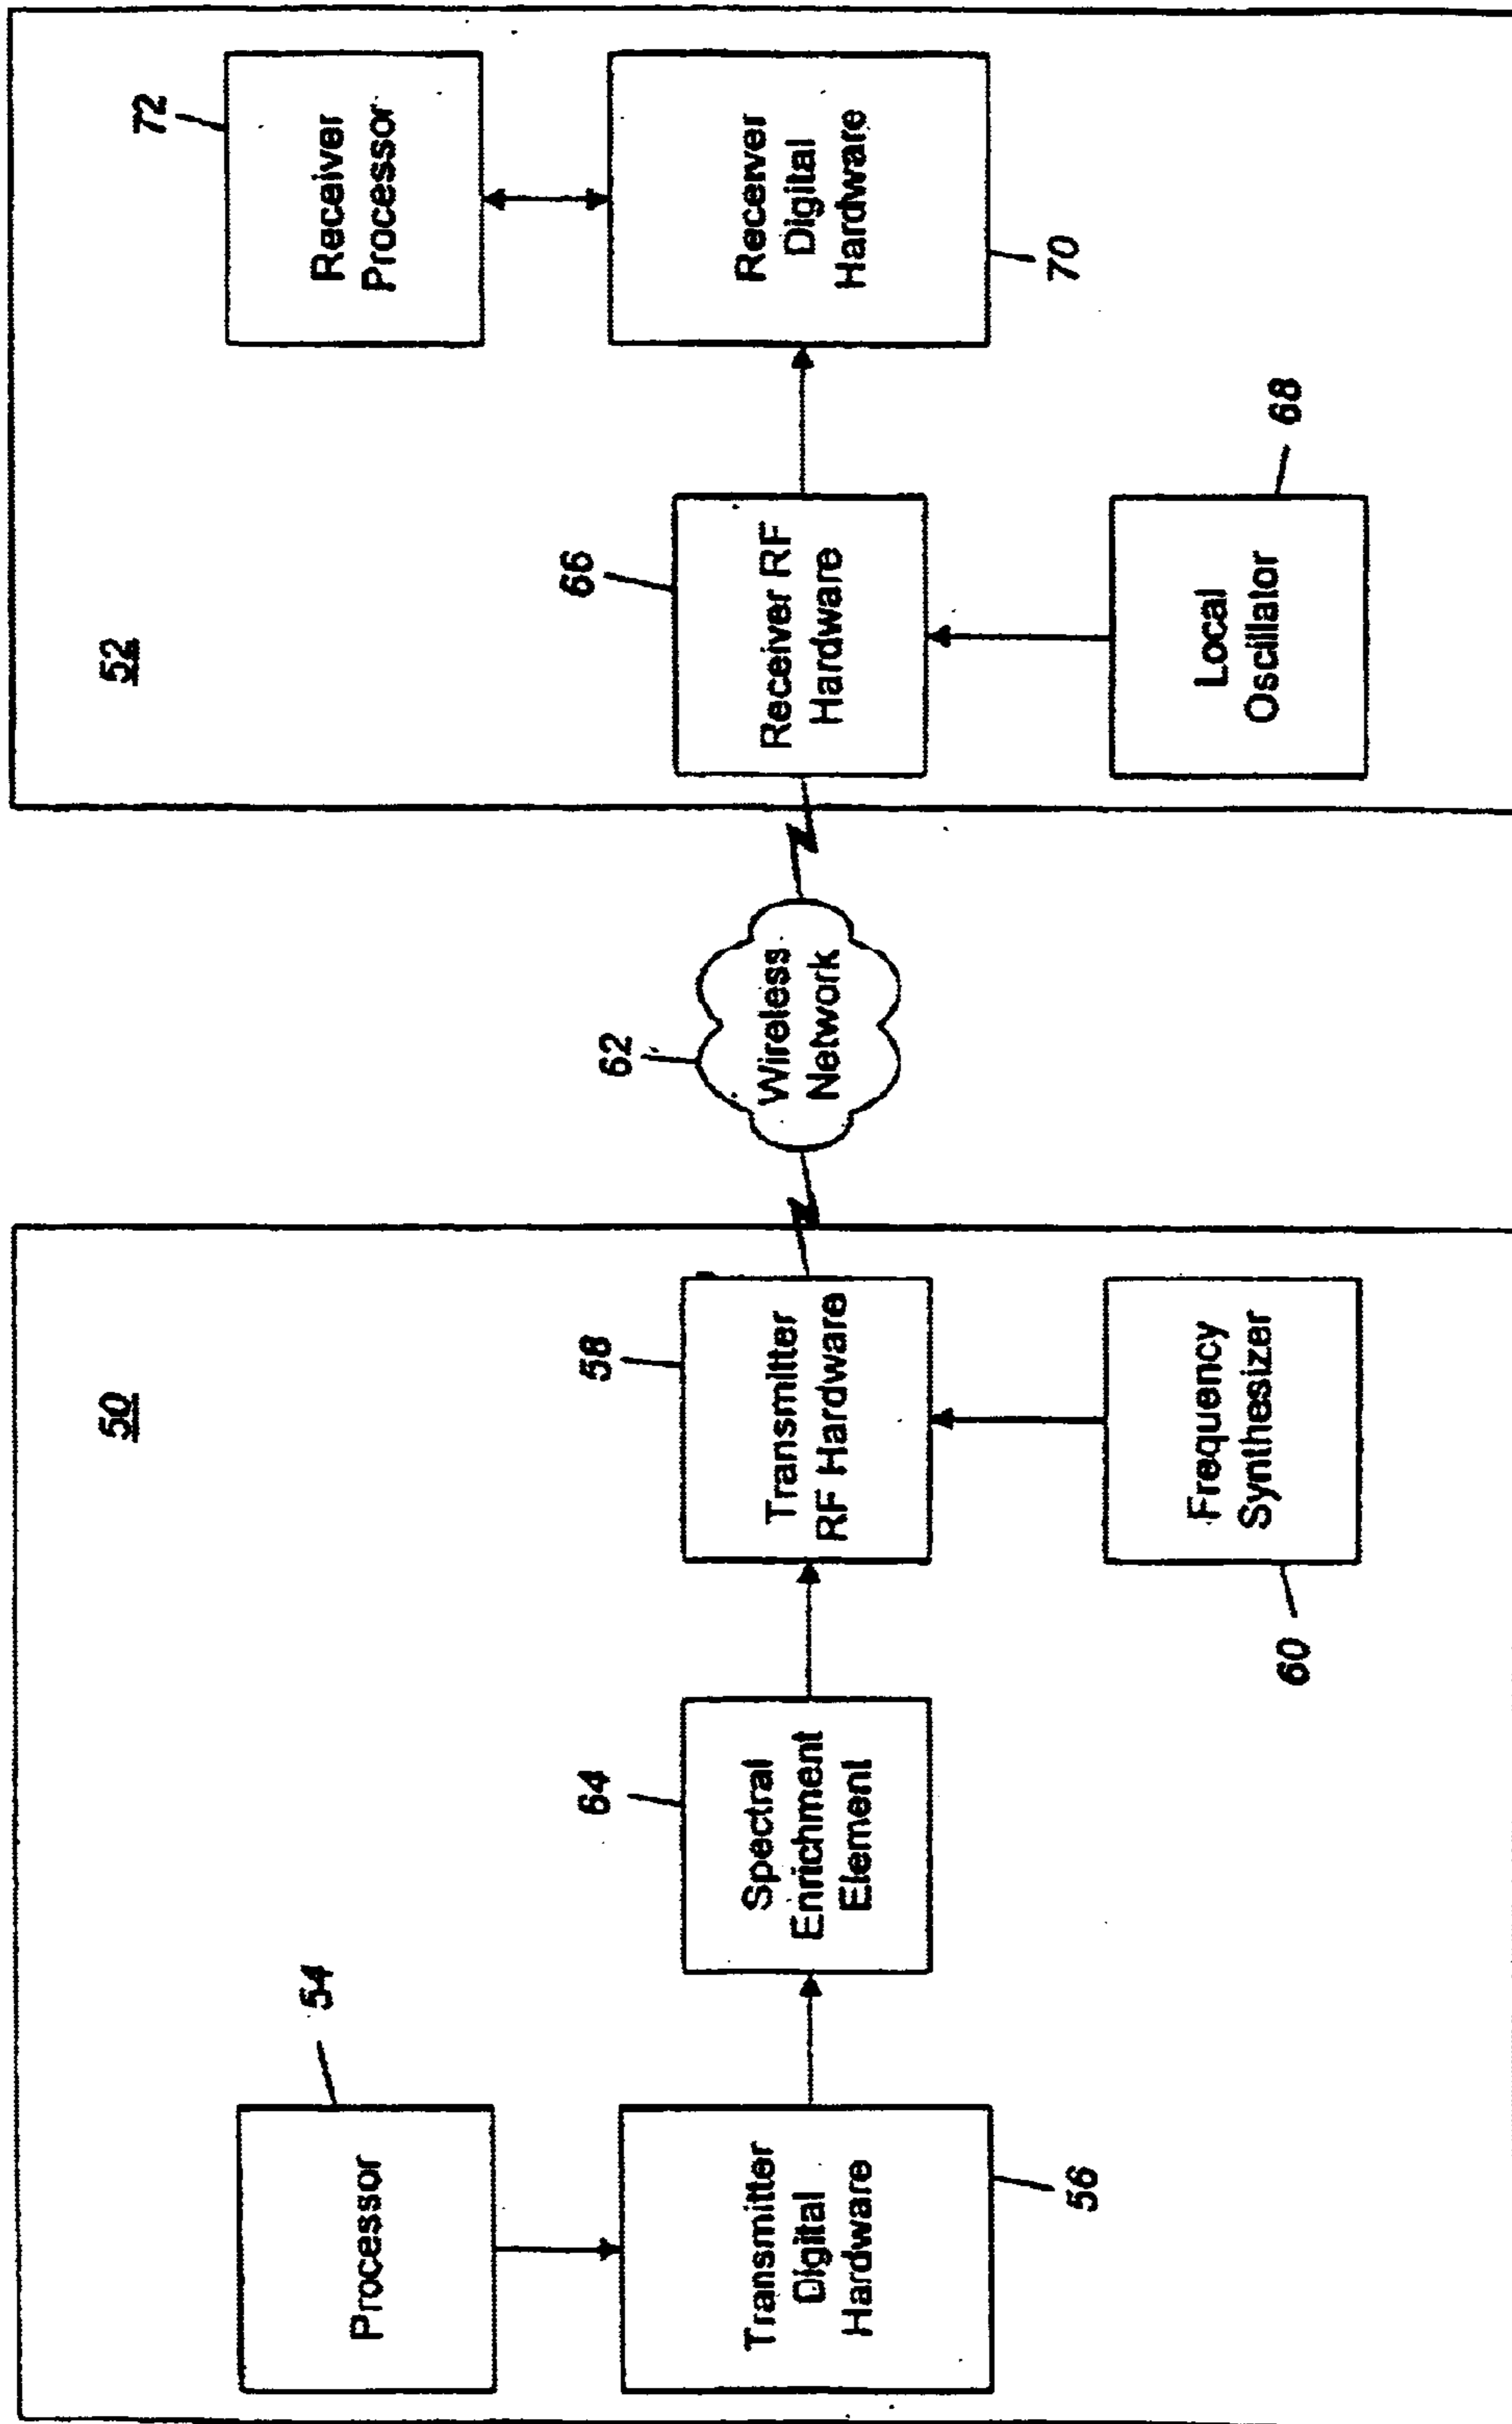 50
52
54
Processor
Transmitter
Digital
Hardware
56
64
Spectral
Enrichment
Element
58
Transmitter
RF Hardware
Frequency
Synthesizer
60
62
Wireless
Network
66
Receiver RF
Hardware
68
Local
Oscillator
72
Receiver
Processor
Receiver
Digital
Hardware
70